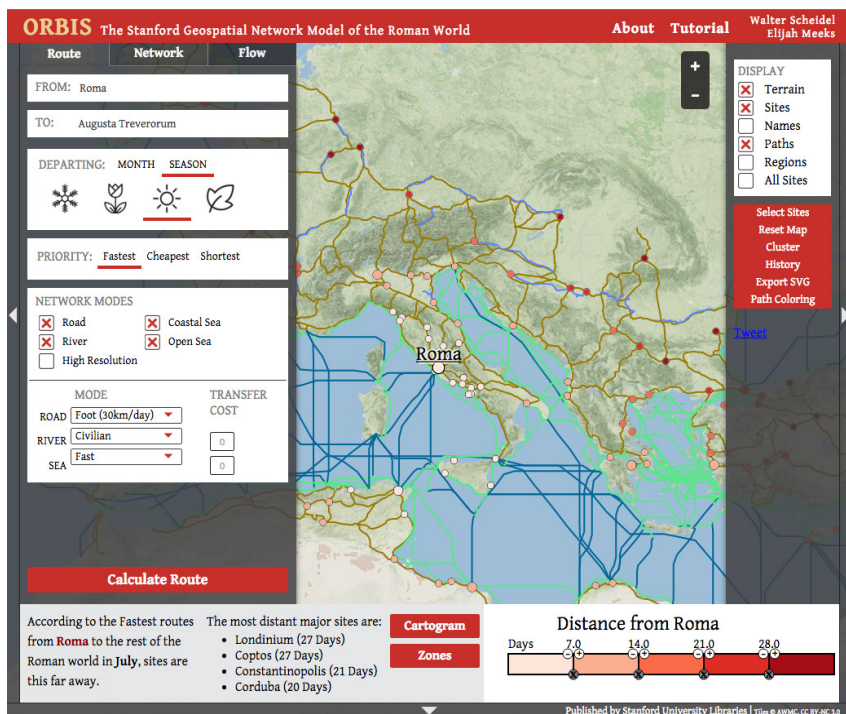 ORBIS The Stanford Geospatial Network Model of the Roman World
About Tutorial
Walter Scheidel
Elijah Meeks
Route Network Flow
FROM: Roma
TO: Augusta Treverorum
DEPARTING: MONTH SEASON
PRIORITY: Fastest Cheapest Shortest
NETWORK MODES
Road Coastal Sea
River Open Sea
High Resolution
MODE TRANSFER COST
ROAD Foot (30km/day)
RIVER Civilian 0
SEA Fast 0
Calculate Route
+
-
Roma
DISPLAY
Terrain
Sites
Names
Paths
Regions
All Sites
Select Sites
Reset Map
Cluster
History
Export SVG
Path Coloring
Tweet
According to the Fastest routes
from Roma to the rest of the
Roman world in July, sites are
this far away.
The most distant major sites are:
• Londinium (27 Days)
• Coptos (27 Days)
• Constantinopolis (21 Days)
• Corduba (20 Days)
Cartogram
Zones
Distance from Roma
Days 7.0 14.0 21.0 28.0
Published by Stanford University Libraries | Tiles © AWMC, CC BY-NC 3.0